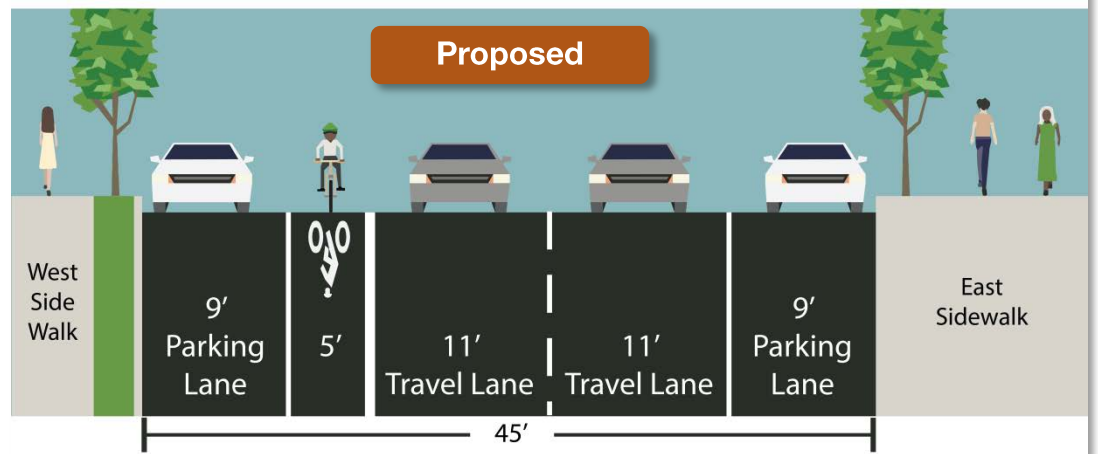 Proposed
West
Side
Walk
9’
Parking
Lane
5’
11’
Travel Lane
11’
Travel Lane
9’
Parking
Lane
East
Sidewalk
45’